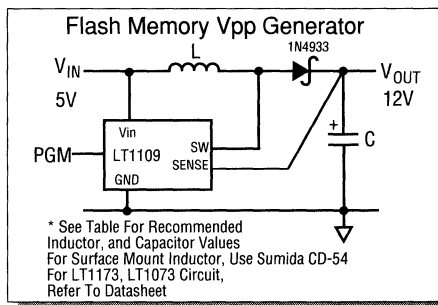 Flash Memory Vpp Generator
L
1N4933
VIN
VOUT
5V
12V
Vin
+
SW
C
PGM
LT1109
SENSE
GND
* See Table For Recommended
Inductor, and Capacitor Values
For Surface Mount Inductor, Use Sumida CD-54
For LT1173, LT1073 Circuit,
Refer To Datasheet